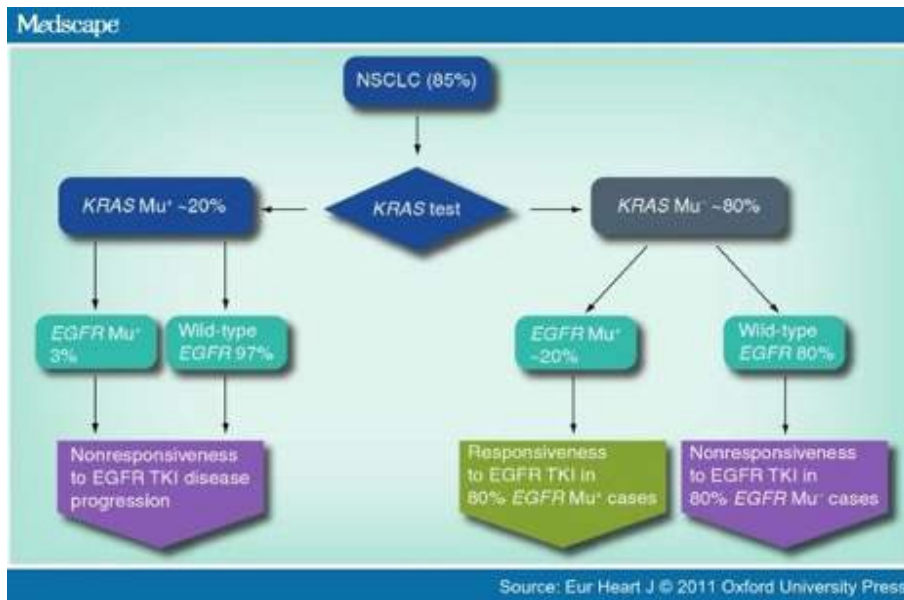 Medscape
NSCLC (85%)
KRAS Mu⁺ ~20%
KRAS test
KRAS Mu⁻ ~80%
EGFR Mu⁺
3%
Wild-type
EGFR 97%
EGFR Mu⁺
~20%
Wild-type
EGFR 80%
Nonresponsiveness
to EGFR TKI disease
progression
Responsiveness
to EGFR TKI in
80% EGFR Mu⁺ cases
Nonresponsiveness
to EGFR TKI in
80% EGFR Mu⁻ cases
Source: Eur Heart J © 2011 Oxford University Press